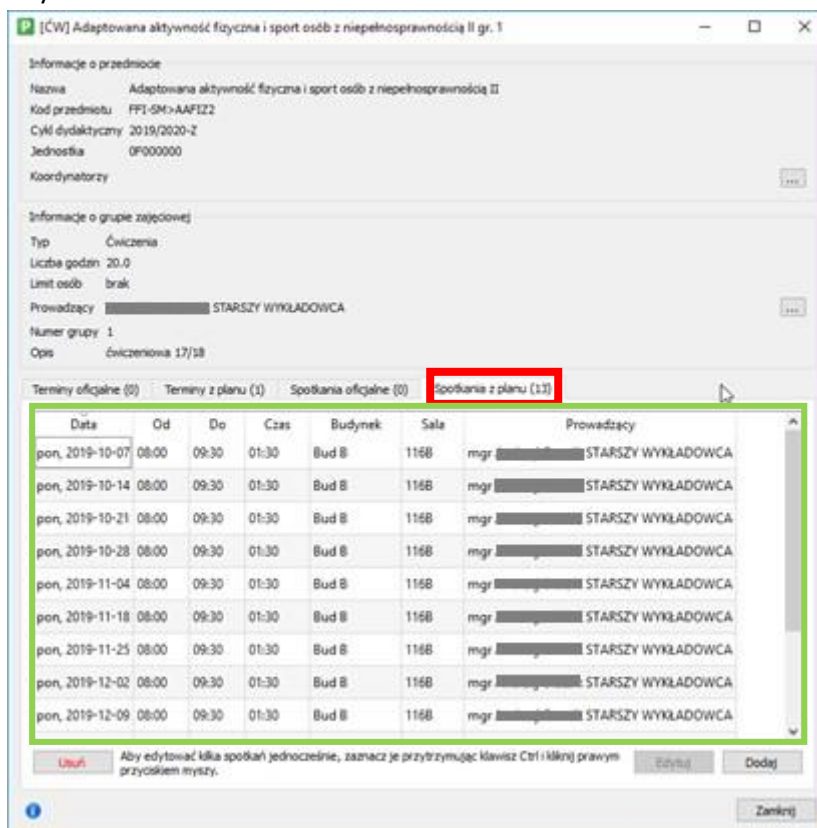 [ĆW] Adaptowana aktywność fizyczna i sport osób z niepełnosprawnością II gr. 1
Informacje o przedmiocie
Nazwa Adaptowana aktywność fizyczna i sport osób z niepełnosprawnością II
Kod przedmiotu FFI-SM>AAFIZ2
Cykl dydaktyczny 2019/2020-Z
Jednostka 0F000000
Koordynatorzy ...
Informacje o grupie zajęciowej
Typ Ćwiczenia
Liczba godzin 20.0
Limit osób brak
Prowadzący STARSZY WYKŁADOWCA ...
Numer grupy 1
Opis ćwiczeniowa 17/18
Terminy oficjalne (0) Terminy z planu (1) Spotkania oficjalne (0) Spotkania z planu (13)
Data Od Do Czas Budynek Sala Prowadzący
pon, 2019-10-07 08:00 09:30 01:30 Bud B 116B mgr STARSZY WYKŁADOWCA
pon, 2019-10-14 08:00 09:30 01:30 Bud B 116B mgr STARSZY WYKŁADOWCA
pon, 2019-10-21 08:00 09:30 01:30 Bud B 116B mgr STARSZY WYKŁADOWCA
pon, 2019-10-28 08:00 09:30 01:30 Bud B 116B mgr STARSZY WYKŁADOWCA
pon, 2019-11-04 08:00 09:30 01:30 Bud B 116B mgr STARSZY WYKŁADOWCA
pon, 2019-11-18 08:00 09:30 01:30 Bud B 116B mgr STARSZY WYKŁADOWCA
pon, 2019-11-25 08:00 09:30 01:30 Bud B 116B mgr STARSZY WYKŁADOWCA
pon, 2019-12-02 08:00 09:30 01:30 Bud B 116B mgr STARSZY WYKŁADOWCA
pon, 2019-12-09 08:00 09:30 01:30 Bud B 116B mgr STARSZY WYKŁADOWCA
Usuń Aby edytować kilka spotkań jednocześnie, zaznacz je przytrzymując klawisz Ctrl i kliknij prawym Edytuj Dodaj
przyciskiem myszy.
Zamknij